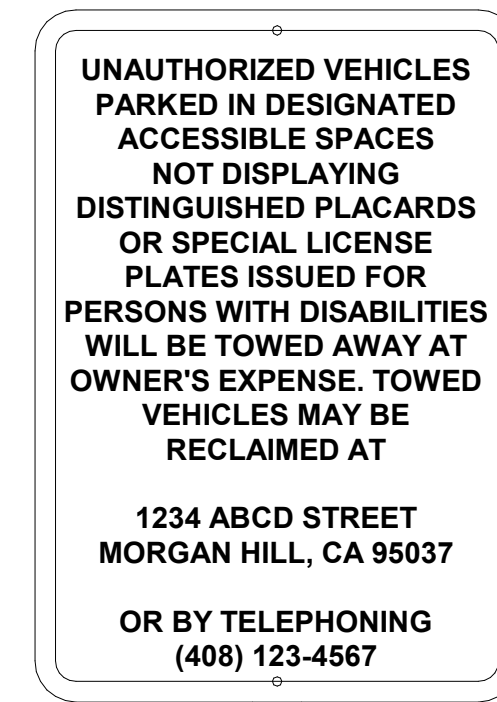 UNAUTHORIZED VEHICLES
PARKED IN DESIGNATED
ACCESSIBLE SPACES
NOT DISPLAYING
DISTINGUISHED PLACARDS
OR SPECIAL LICENSE
PLATES ISSUED FOR
PERSONS WITH DISABILITIES
WILL BE TOWED AWAY AT
OWNER'S EXPENSE. TOWED
VEHICLES MAY BE
RECLAIMED AT
1234 ABCD STREET
MORGAN HILL, CA 95037
OR BY TELEPHONING
(408) 123-4567